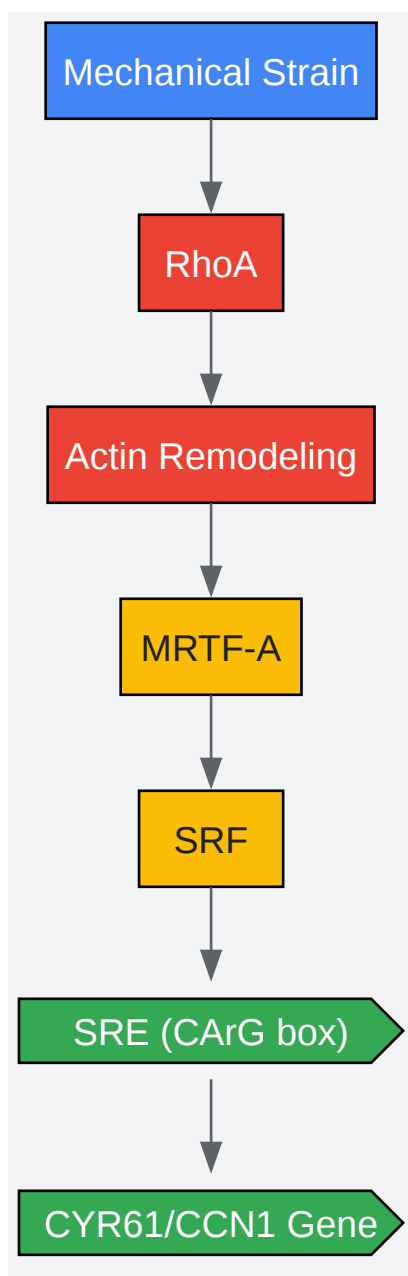 Mechanical Strain
RhoA
Actin Remodeling
MRTF-A
SRF
SRE (CArG box)
CYR61/CCN1 Gene